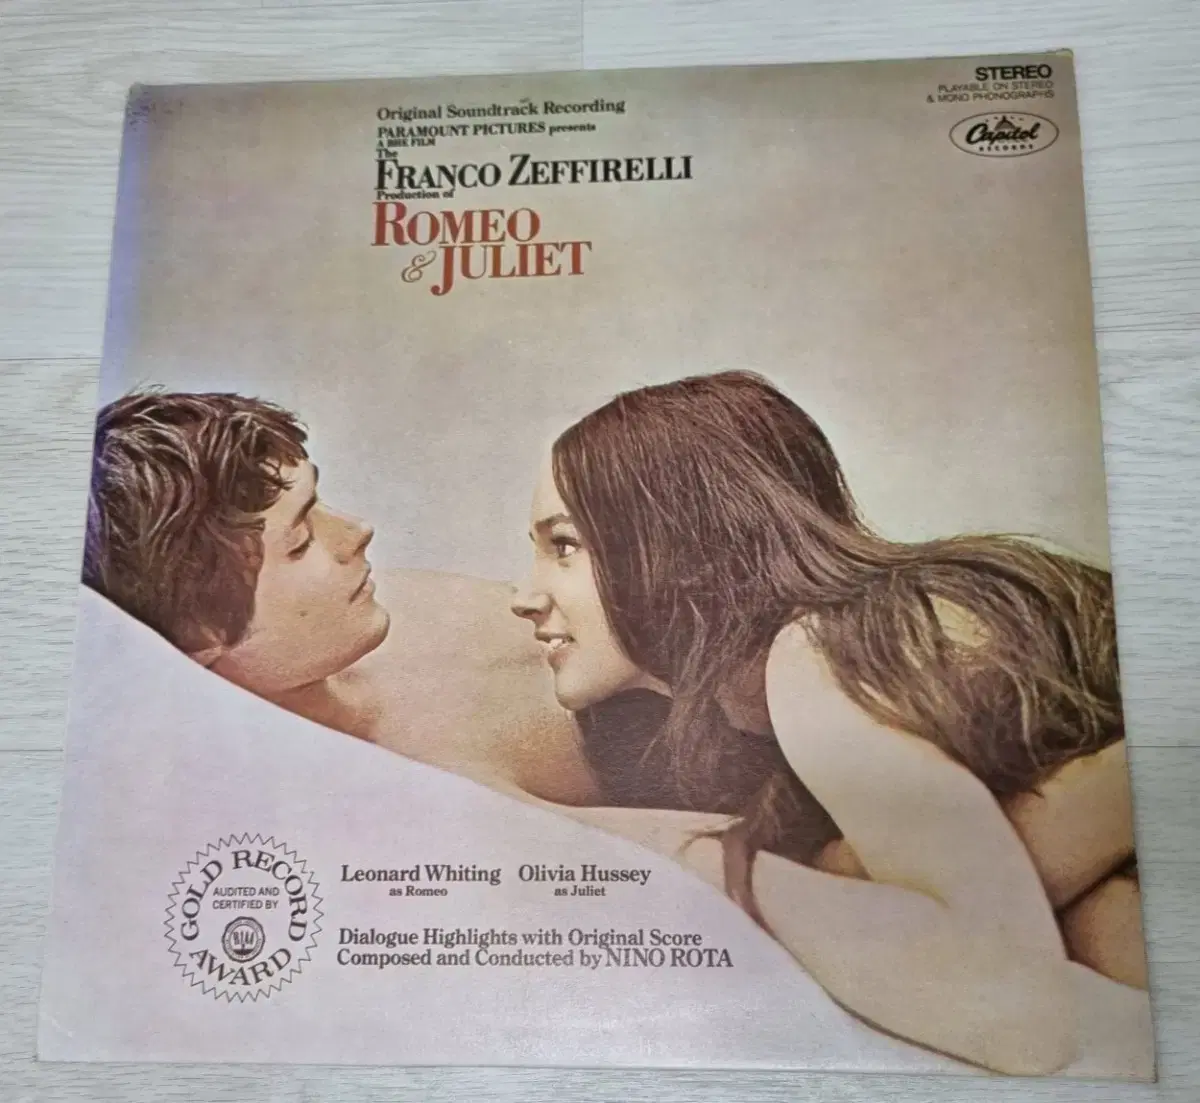 STEREO
PLAYABLE ON STEREO
& MONO PHONOGRAPHS
Capitol
RECORDS
Original Soundtrack Recording
PARAMOUNT PICTURES presents
A BHE FILM
The
FRANCO ZEFFIRELLI
Production of
ROMEO
& JULIET
GOLD RECORD AWARD
AUDITED AND
CERTIFIED BY
RIAA
Leonard Whiting
as Romeo
Olivia Hussey
as Juliet
Dialogue Highlights with Original Score
Composed and Conducted by NINO ROTA